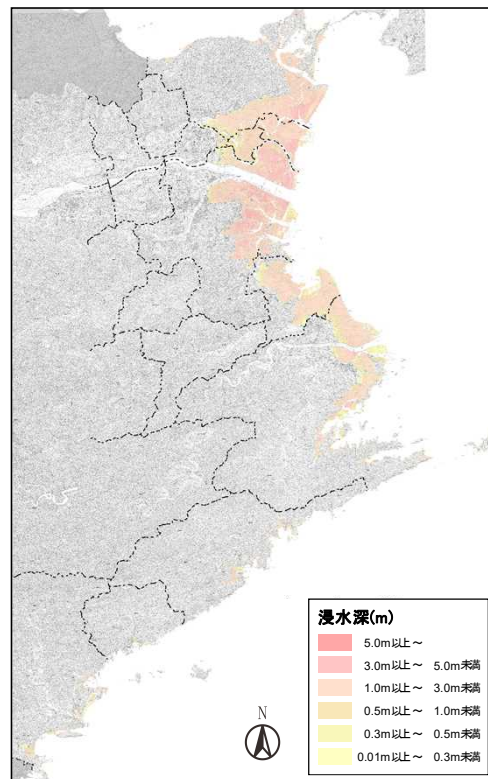 N
浸水深(m)
5.0m以上~
3.0m以上~ 5.0m未満
1.0m以上~ 3.0m未満
0.5m以上~ 1.0m未満
0.3m以上~ 0.5m未満
0.01m以上~ 0.3m未満